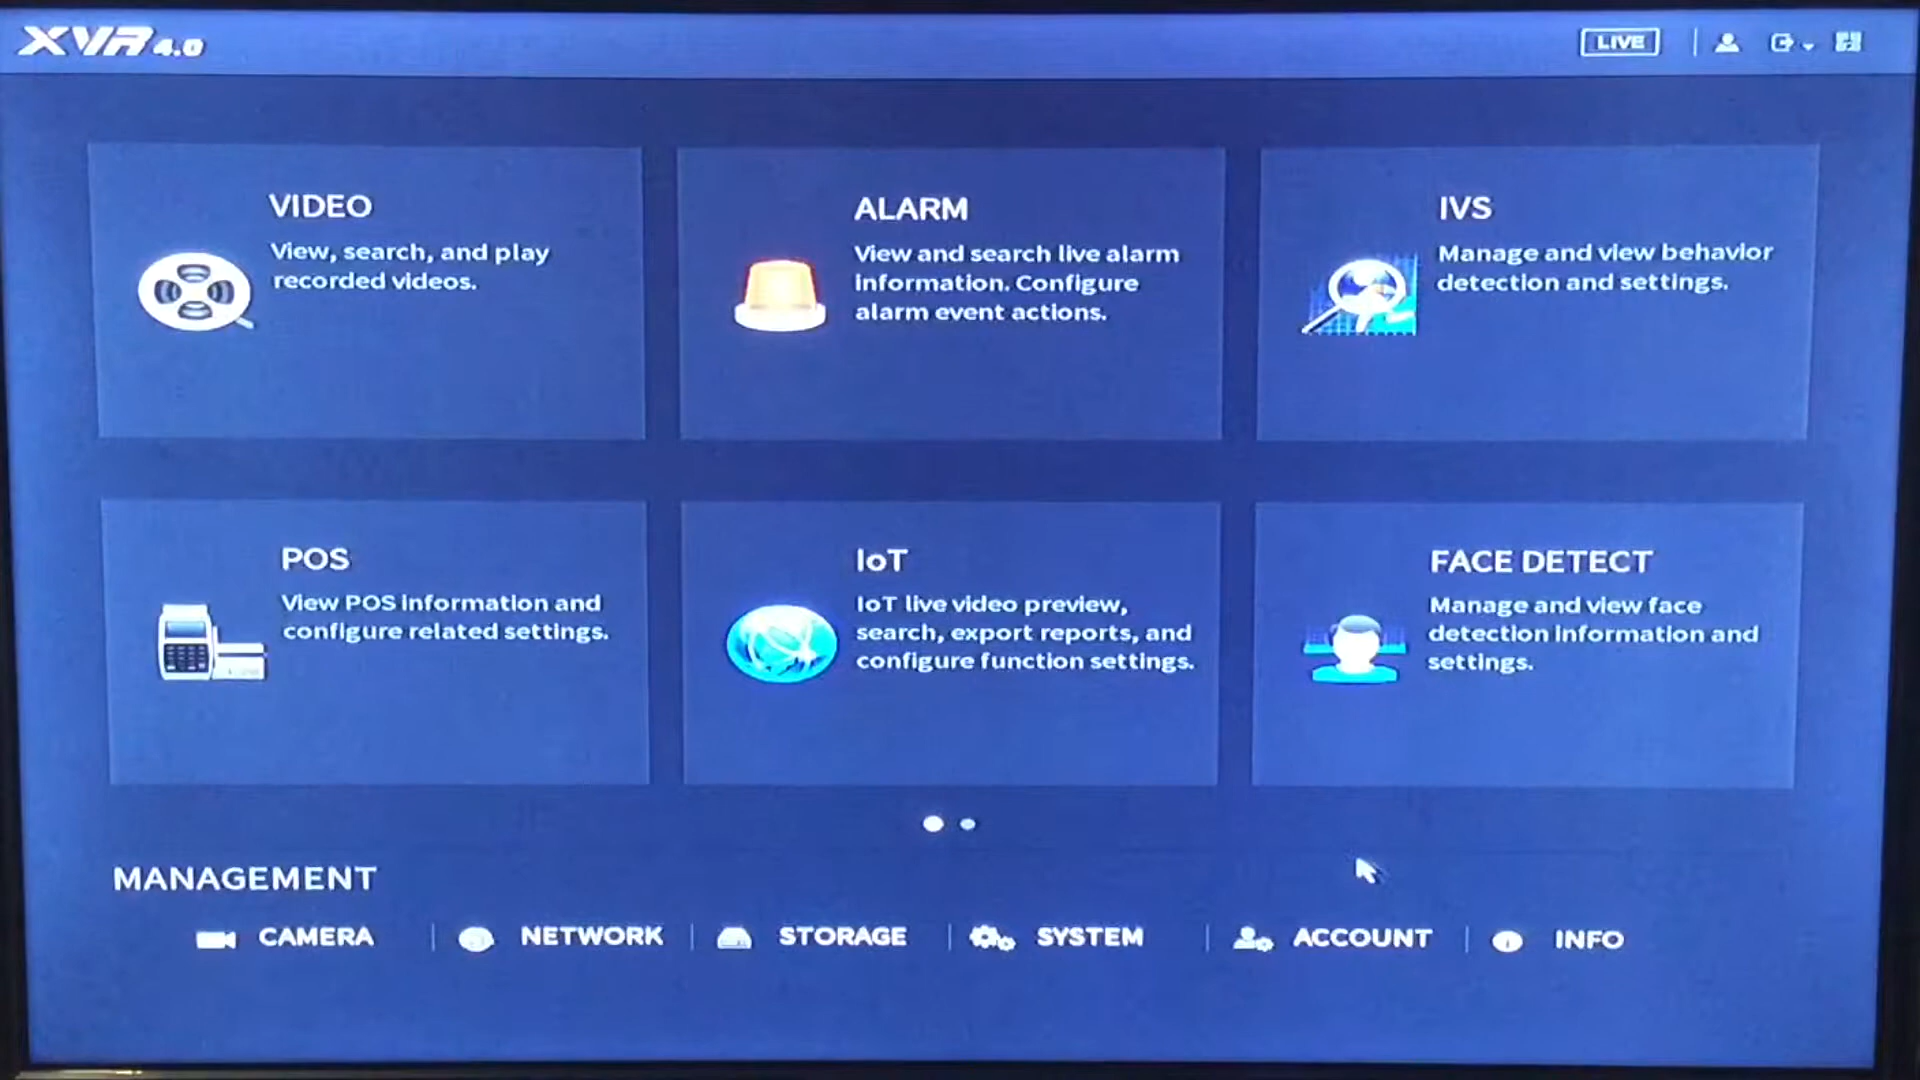 XVR 4.0
LIVE
VIDEO
View, search, and play
recorded videos.
ALARM
View and search live alarm
information. Configure
alarm event actions.
IVS
Manage and view behavior
detection and settings.
POS
View POS information and
configure related settings.
IoT
IoT live video preview,
search, export reports, and
configure function settings.
FACE DETECT
Manage and view face
detection information and
settings.
MANAGEMENT
CAMERA
NETWORK
STORAGE
SYSTEM
ACCOUNT
INFO